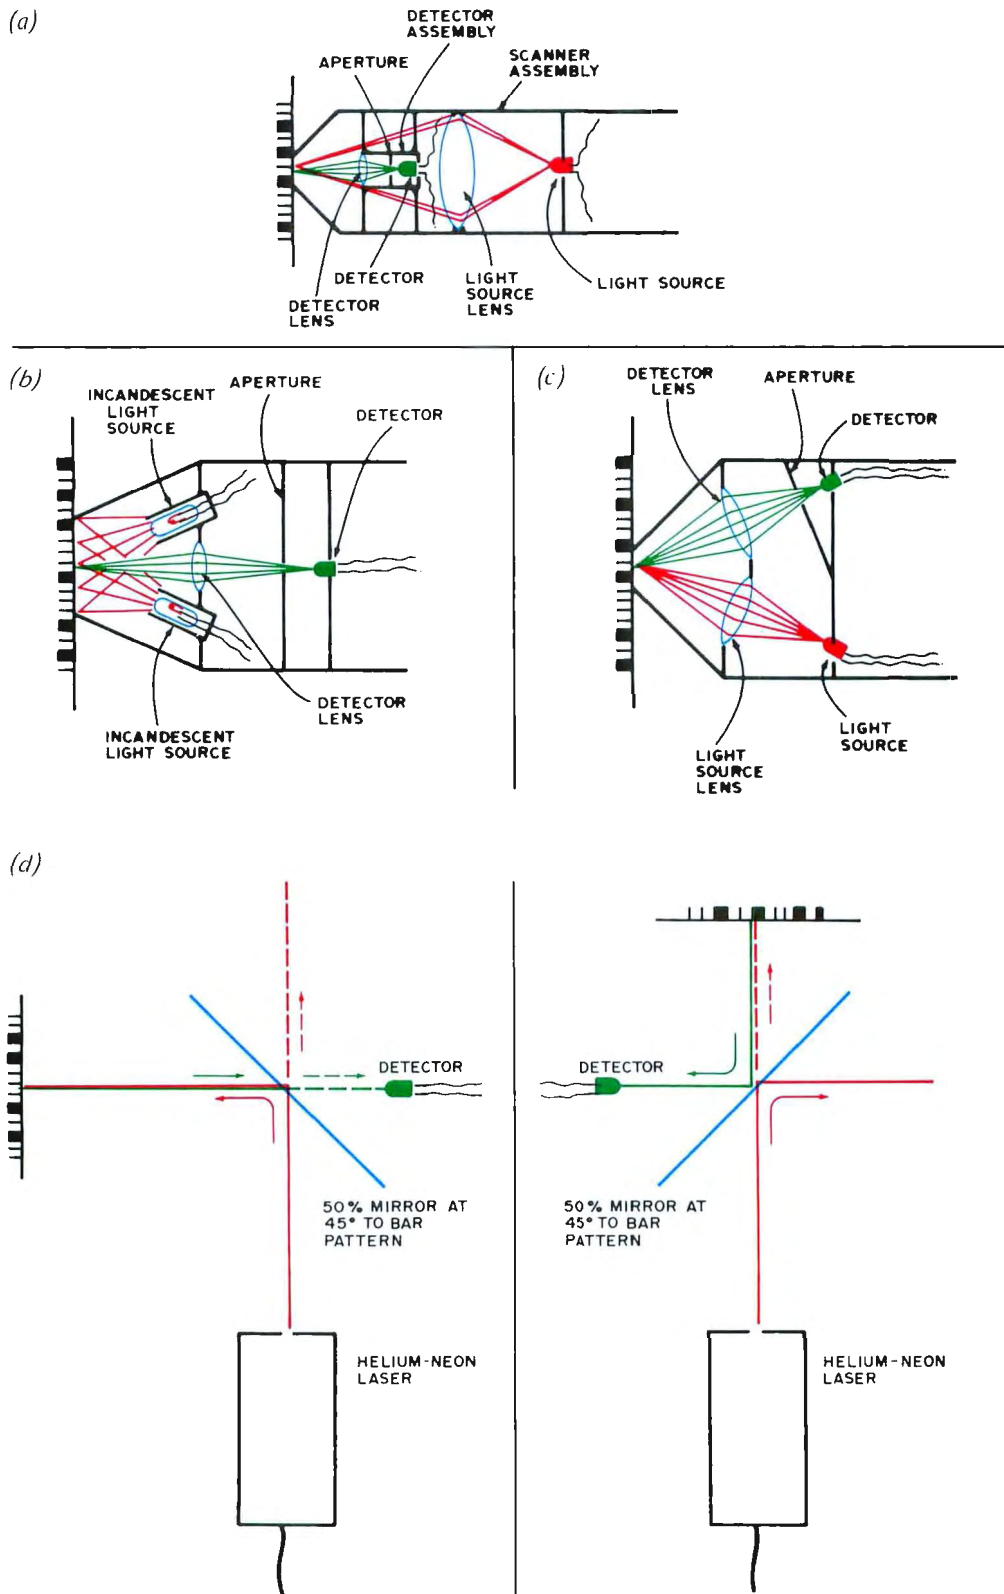 (a)
DETECTOR
ASSEMBLY
APERTURE
SCANNER
ASSEMBLY
DETECTOR
DETECTOR
LENS
LIGHT
SOURCE
LENS
LIGHT SOURCE
(b)
INCANDESCENT
LIGHT
SOURCE
APERTURE
DETECTOR
DETECTOR
LENS
INCANDESCENT
LIGHT SOURCE
(c)
DETECTOR
LENS
APERTURE
DETECTOR
LIGHT
SOURCE
LENS
LIGHT
SOURCE
(d)
DETECTOR
50% MIRROR AT
45° TO BAR
PATTERN
HELIUM-NEON
LASER
DETECTOR
50% MIRROR AT
45° TO BAR
PATTERN
HELIUM-NEON
LASER